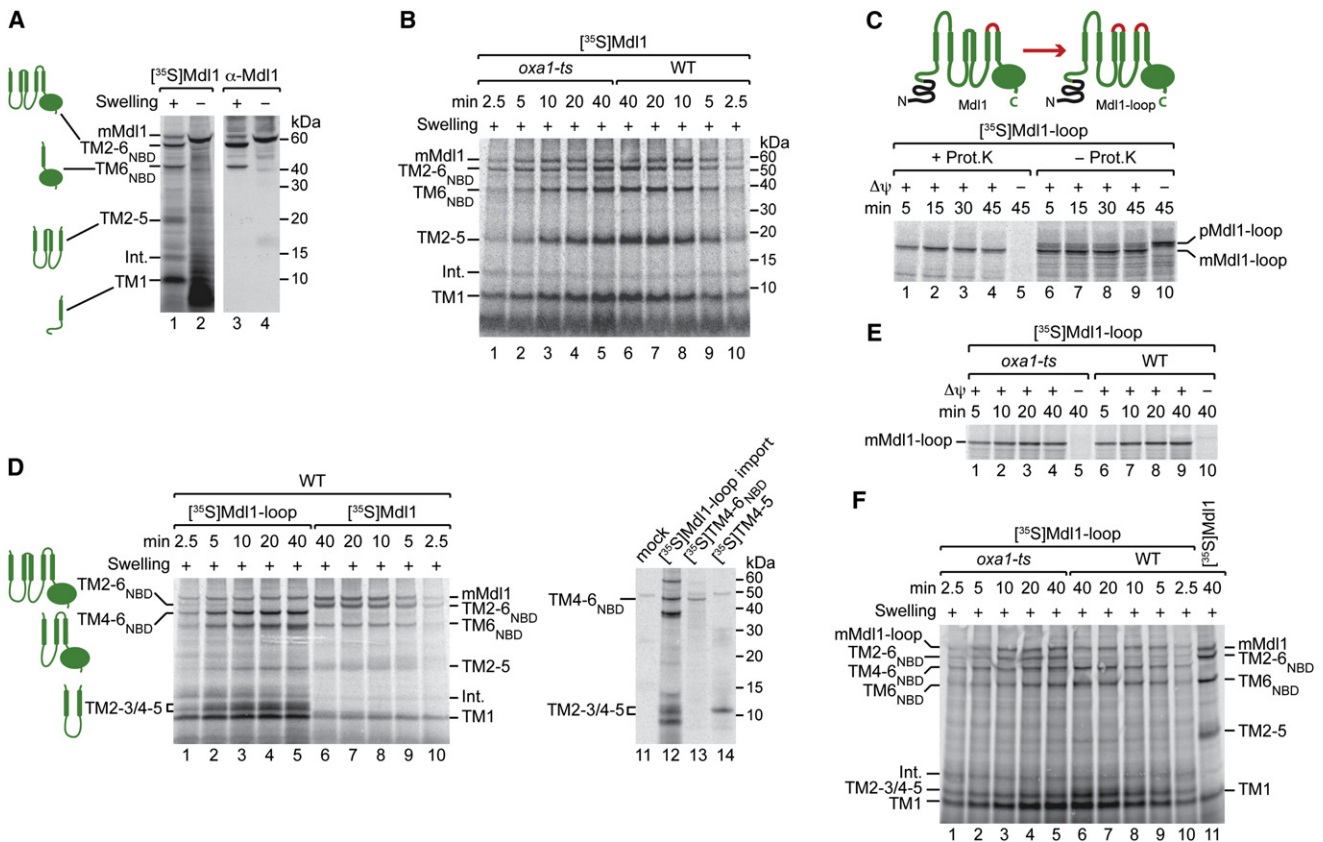 A
[³⁵S]Mdl1 α-Mdl1
Swelling + – + –
kDa
mMdl1
TM2-6NBD
TM6NBD
TM2-5
Int.
TM1
60
50
40
30
20
15
10
1 2 3 4
B
[³⁵S]Mdl1
oxa1-ts WT
min 2.5 5 10 20 40 40 20 10 5 2.5
Swelling + + + + + + + + + +
kDa
mMdl1
TM2-6NBD
TM6NBD
TM2-5
Int.
TM1
60
50
40
30
20
15
10
1 2 3 4 5 6 7 8 9 10
C
N Mdl1 C N Mdl1-loop C
[³⁵S]Mdl1-loop
+ Prot.K – Prot.K
Δψ + + + + – + + + + –
min 5 15 30 45 45 5 15 30 45 45
pMdl1-loop
mMdl1-loop
1 2 3 4 5 6 7 8 9 10
D
WT
[³⁵S]Mdl1-loop [³⁵S]Mdl1
min 2.5 5 10 20 40 40 20 10 5 2.5
Swelling + + + + + + + + + +
TM2-6NBD
TM4-6NBD
TM2-3/4-5
mMdl1
TM2-6NBD
TM6NBD
TM2-5
Int.
TM1
1 2 3 4 5 6 7 8 9 10
mock
[³⁵S]Mdl1-loop import
[³⁵S]TM4-6NBD
[³⁵S]TM4-5
kDa
TM4-6NBD
TM2-3/4-5
60
50
40
30
20
15
10
11 12 13 14
E
[³⁵S]Mdl1-loop
oxa1-ts WT
Δψ + + + + – + + + + –
min 5 10 20 40 40 5 10 20 40 40
mMdl1-loop
1 2 3 4 5 6 7 8 9 10
F
[³⁵S]Mdl1-loop [³⁵S]Mdl1
oxa1-ts WT
min 2.5 5 10 20 40 40 20 10 5 2.5 40
Swelling + + + + + + + + + + +
mMdl1-loop
TM2-6NBD
TM4-6NBD
TM6NBD
Int.
TM2-3/4-5
TM1
mMdl1
TM2-6NBD
TM6NBD
TM2-5
TM1
1 2 3 4 5 6 7 8 9 10 11